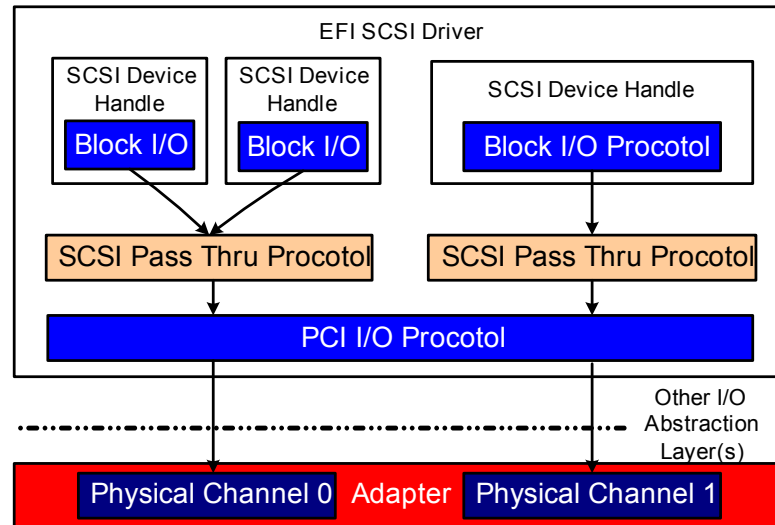 EFI SCSI Driver
SCSI Device
Handle
Block I/O
SCSI Device
Handle
Block I/O
SCSI Device Handle
Block I/O Procotol
SCSI Pass Thru Procotol
SCSI Pass Thru Procotol
PCI I/O Procotol
Other I/O
Abstraction
Layer(s)
Physical Channel 0
Adapter
Physical Channel 1